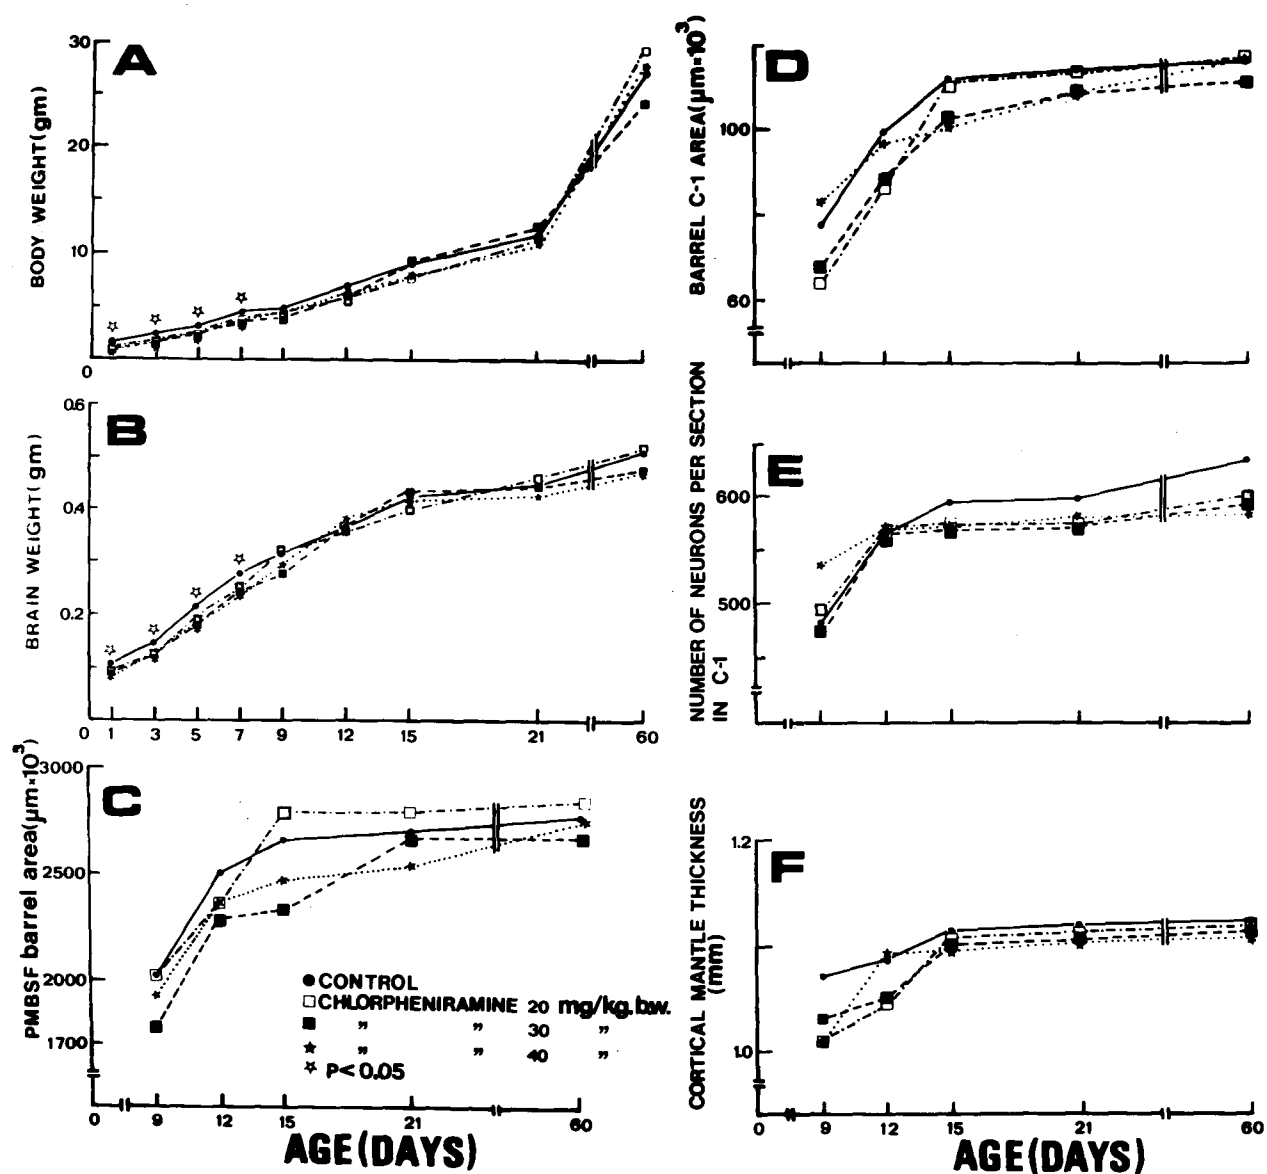 A
BODY WEIGHT(gm)
30
20
10
0
B
BRAIN WEIGHT(gm)
0.6
0.4
0.2
0 1 3 5 7 9 12 15 21 60
C
PMBSF barrel area(µm×10³)
3000
2500
2000
1700
CONTROL
CHLORPHENIRAMINE 20 mg/kg.b.w.
" " 30 "
" " 40 "
P<0.05
0 9 12 15 21 60
AGE(DAYS)
D
BARREL C-1 AREA(µm×10³)
100
60
E
NUMBER OF NEURONS PER SECTION
IN C-1
600
500
F
CORTICAL MANTLE THICKNESS
(mm)
1.2
1.0
0 9 12 15 21 60
AGE(DAYS)